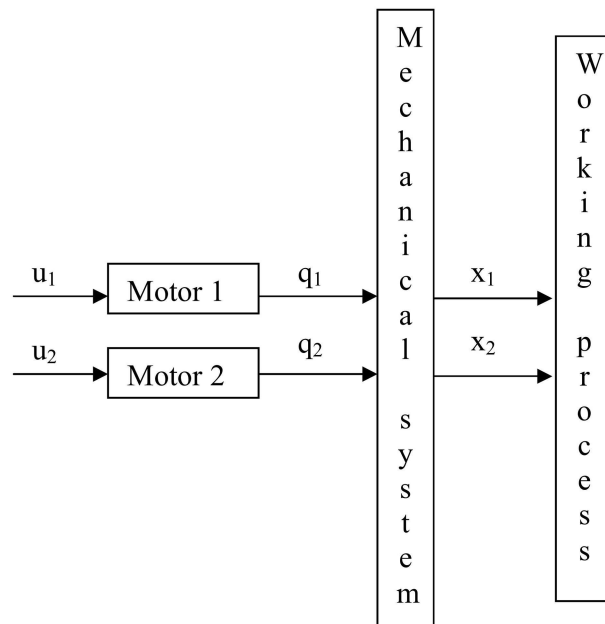 u₁
Motor 1
q₁
u₂
Motor 2
q₂
Mechanical system
x₁
x₂
Working process